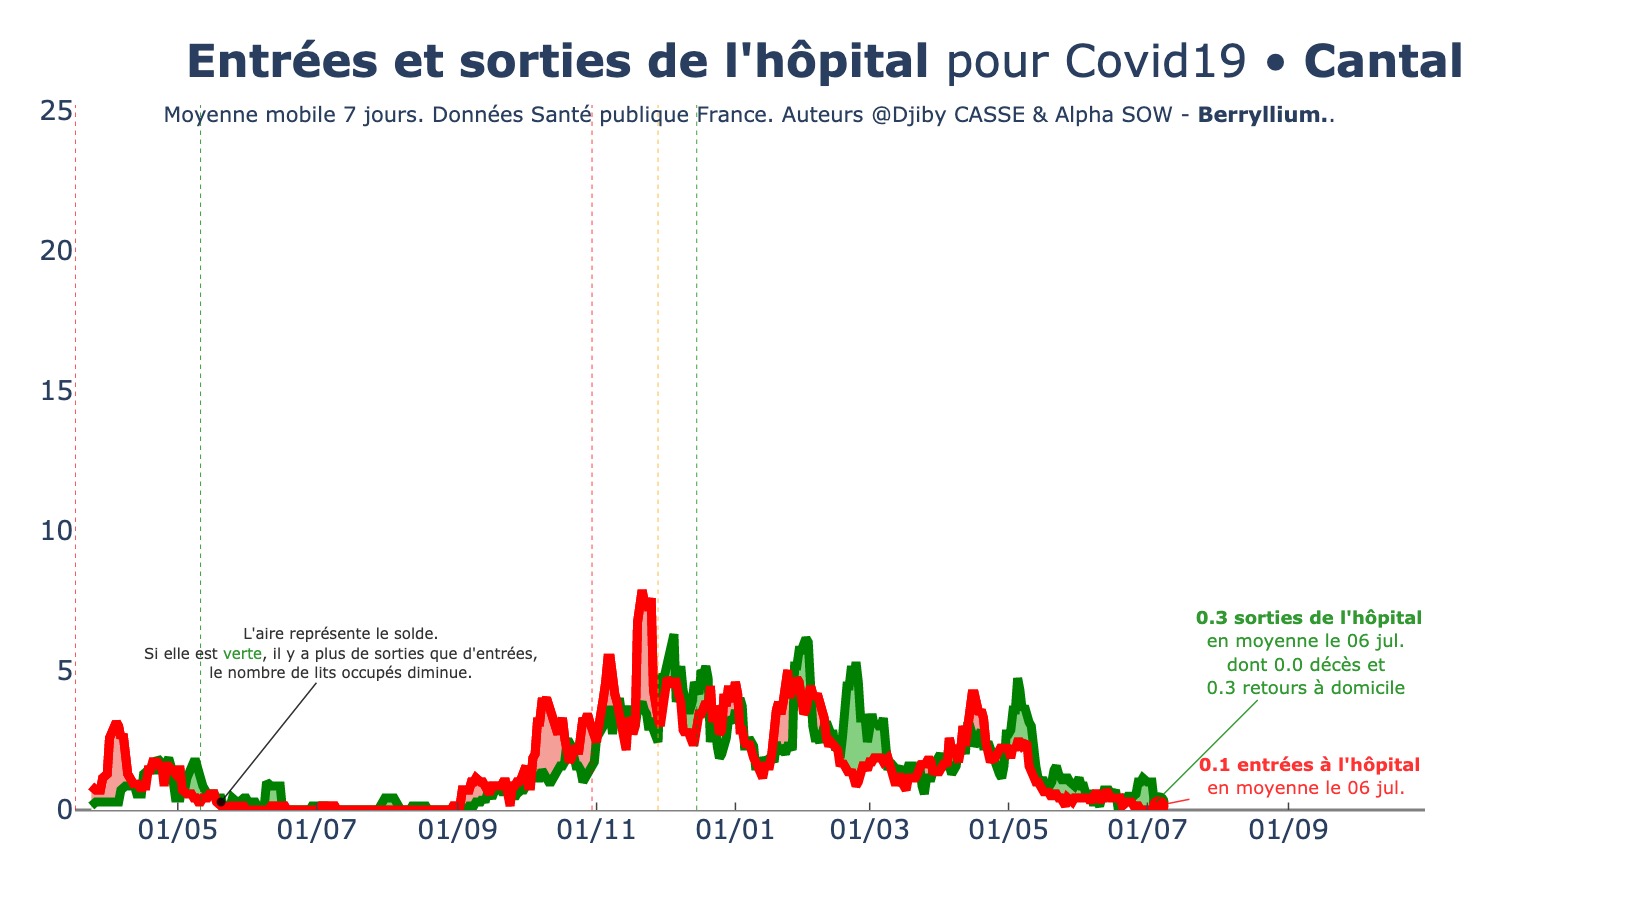 Entrées et sorties de l'hôpital pour Covid19 • Cantal
Moyenne mobile 7 jours. Données Santé publique France. Auteurs @Djiby CASSE & Alpha SOW - Berryllium..
25
20
15
10
5
0
L'aire représente le solde.
Si elle est verte, il y a plus de sorties que d'entrées,
le nombre de lits occupés diminue.
0.3 sorties de l'hôpital
en moyenne le 06 jul.
dont 0.0 décès et
0.3 retours à domicile
0.1 entrées à l'hôpital
en moyenne le 06 jul.
01/05 01/07 01/09 01/11 01/01 01/03 01/05 01/07 01/09